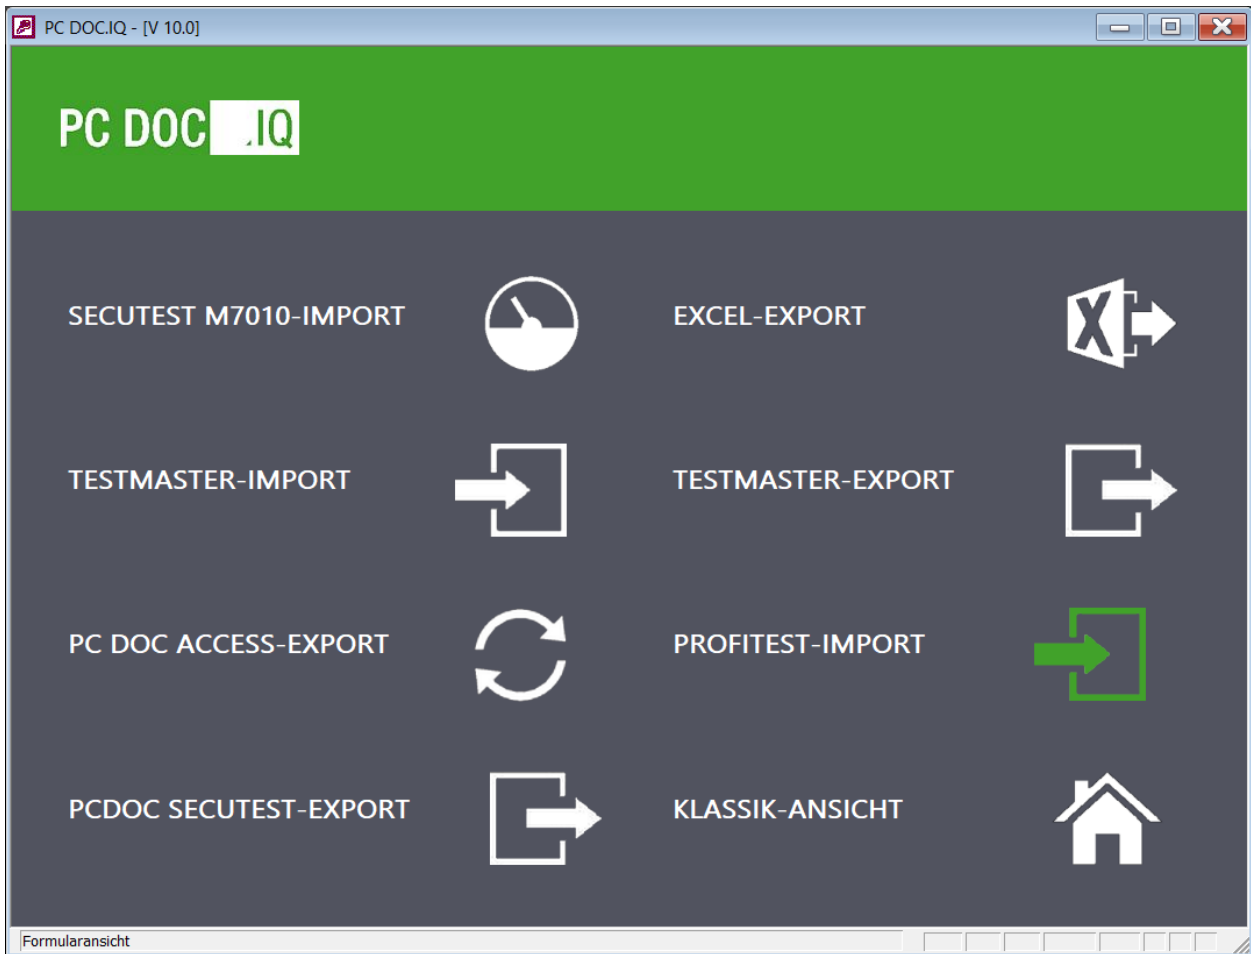 PC DOC.IQ - [V 10.0]
PC DOC .IQ
SECUTEST M7010-IMPORT
EXCEL-EXPORT
TESTMASTER-IMPORT
TESTMASTER-EXPORT
PC DOC ACCESS-EXPORT
PROFITEST-IMPORT
PCDOC SECUTEST-EXPORT
KLASSIK-ANSICHT
Formularansicht